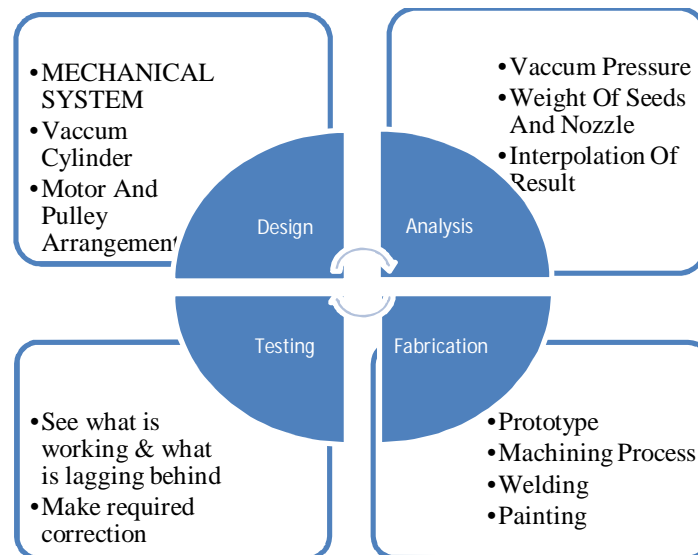 •MECHANICAL
SYSTEM
•Vaccum
Cylinder
•Motor And
Pulley
Arrangement
•Vaccum Pressure
•Weight Of Seeds
And Nozzle
•Interpolation Of
Result
Design
Analysis
Testing
Fabrication
•See what is
working & what
is lagging behind
•Make required
correction
•Prototype
•Machining Process
•Welding
•Painting